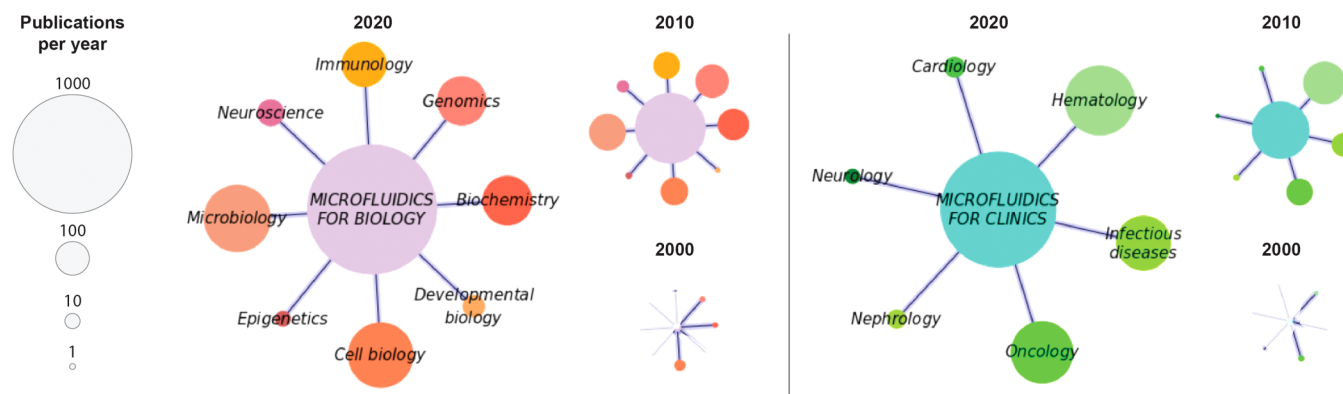 Publications
per year
1000
100
10
1
2020
Immunology
Genomics
Neuroscience
MICROFLUIDICS
FOR BIOLOGY
Biochemistry
Microbiology
Epigenetics
Developmental
biology
Cell biology
2010
2000
2020
Cardiology
Hematology
Neurology
MICROFLUIDICS
FOR CLINICS
Infectious
diseases
Nephrology
Oncology
2010
2000